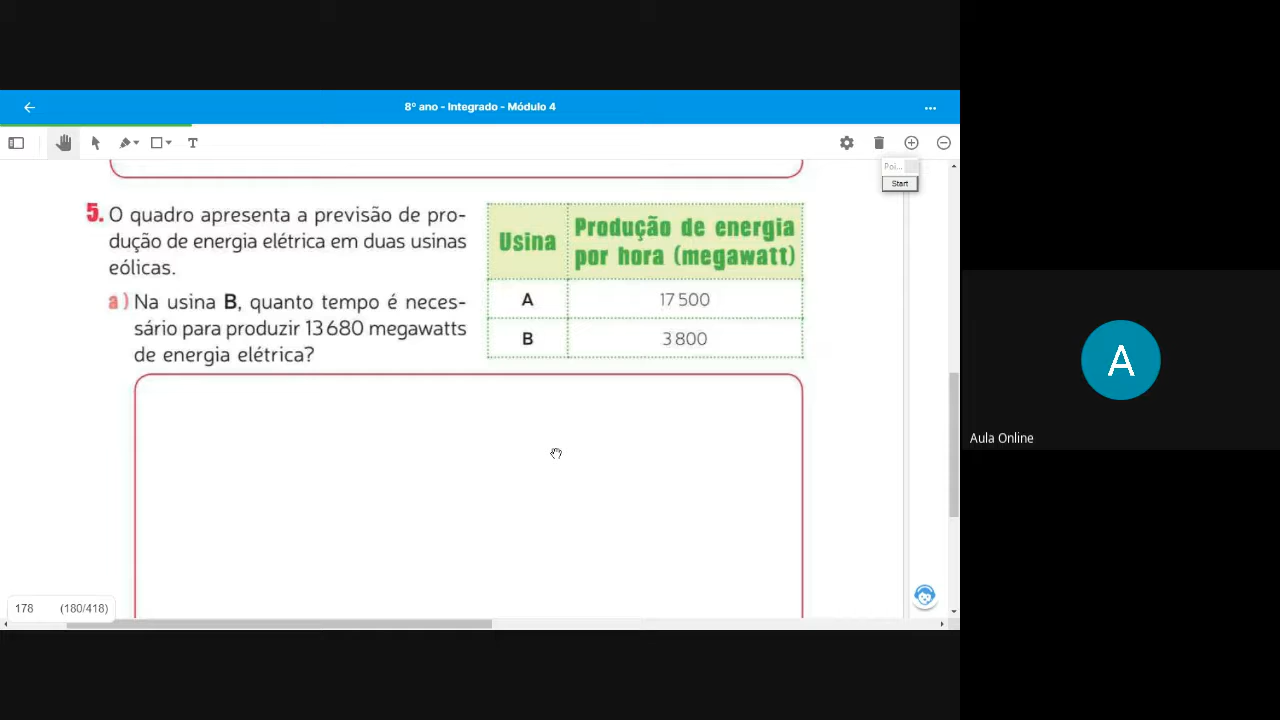 8º ano - Integrado - Módulo 4
T
Poi...
Start
5. O quadro apresenta a previsão de pro-
dução de energia elétrica em duas usinas
eólicas.
a) Na usina B, quanto tempo é neces-
sário para produzir 13 680 megawatts
de energia elétrica?
Usina Produção de energia
por hora (megawatt)
A 17 500
B 3 800
178 (180/418)
A
Aula Online